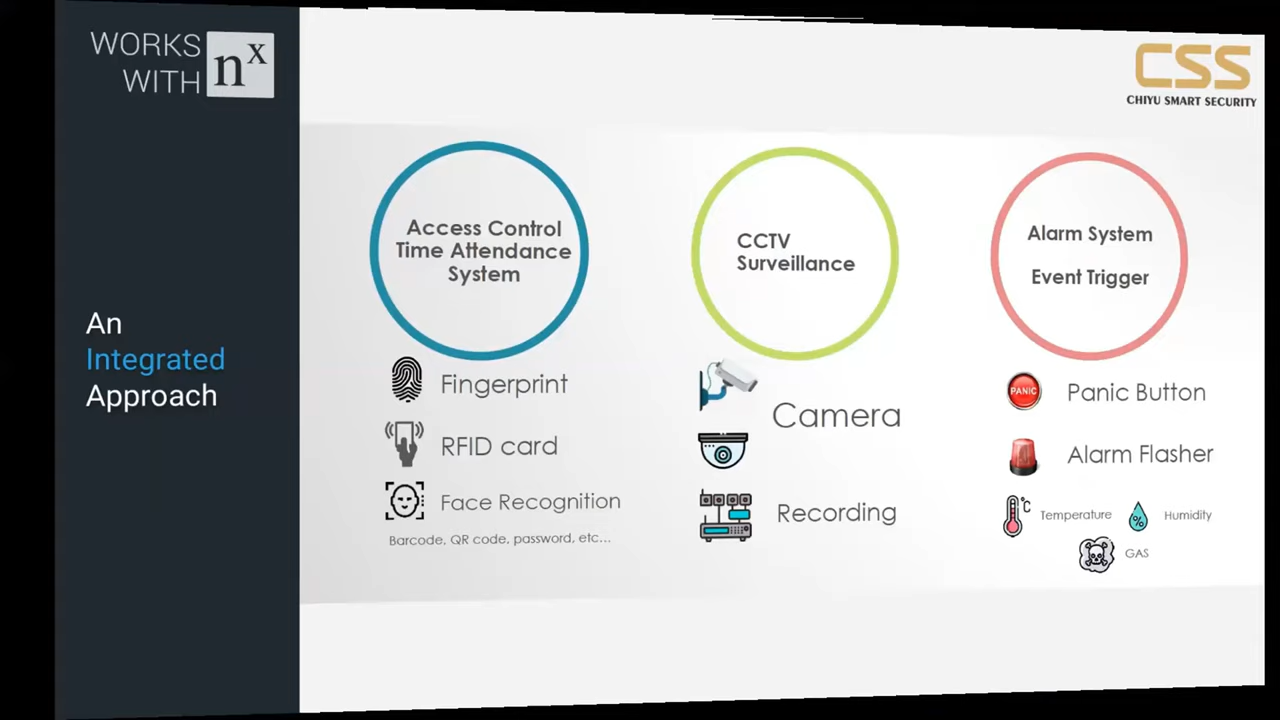 WORKS
WITH nx
An
Integrated
Approach
CSS
CHIYU SMART SECURITY
Access Control
Time Attendance
System
Fingerprint
RFID card
Face Recognition
Barcode, QR code, password, etc...
CCTV
Surveillance
Camera
Recording
Alarm System
Event Trigger
PANIC
Panic Button
Alarm Flasher
°C
Temperature
%
Humidity
GAS